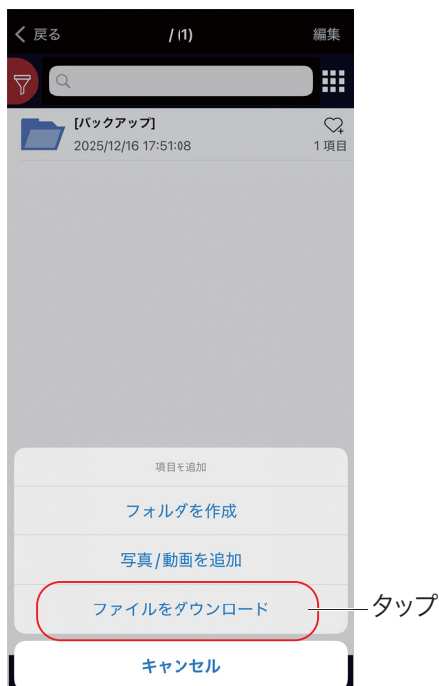 戻る / (1) 編集
[バックアップ]
2025/12/16 17:51:08 1 項目
項目を追加
フォルダを作成
写真/動画を追加
ファイルをダウンロード タップ
キャンセル